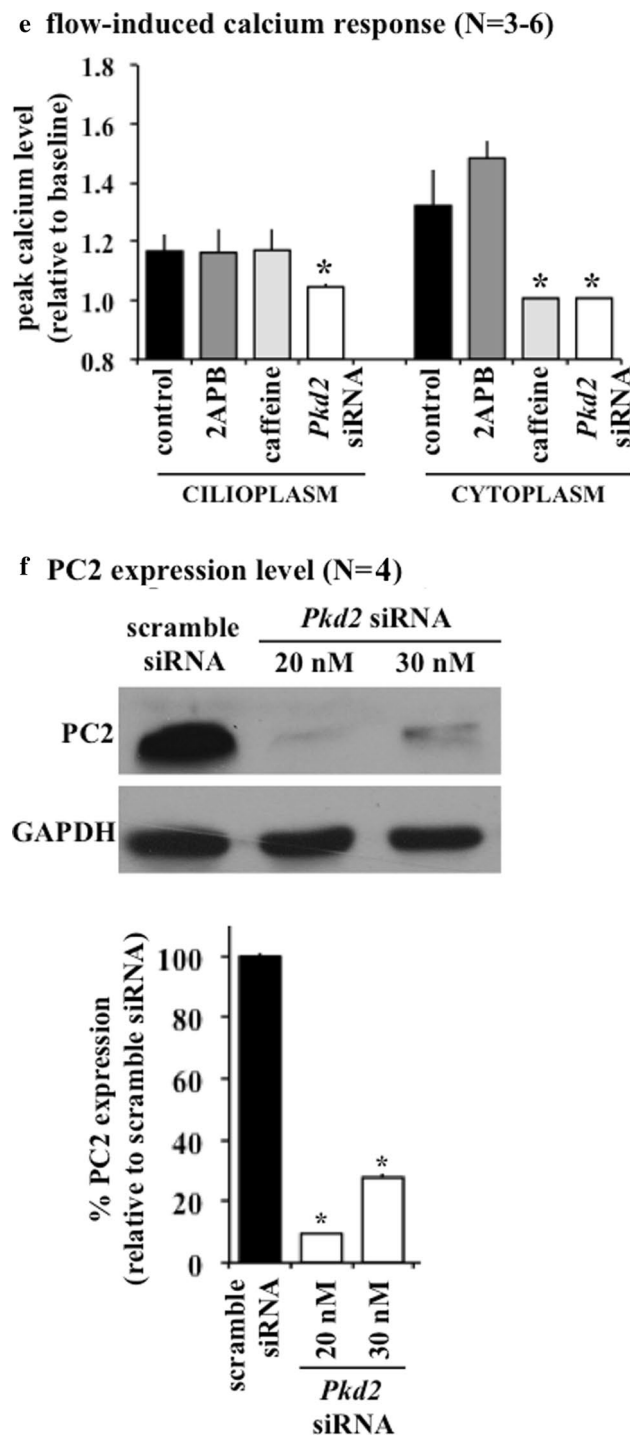 e flow-induced calcium response (N=3-6)
peak calcium level
(relative to baseline)
1.8
1.6
1.4
1.2
1.0
0.8
*
*
*
control
2APB
caffeine
Pkd2
siRNA
control
2APB
caffeine
Pkd2
siRNA
CILIOPLASM
CYTOPLASM
f PC2 expression level (N=4)
scramble
siRNA
Pkd2 siRNA
20 nM
30 nM
PC2
GAPDH
% PC2 expression
(relative to scramble siRNA)
100
80
60
40
20
0
*
*
scramble
siRNA
20 nM
30 nM
Pkd2
siRNA